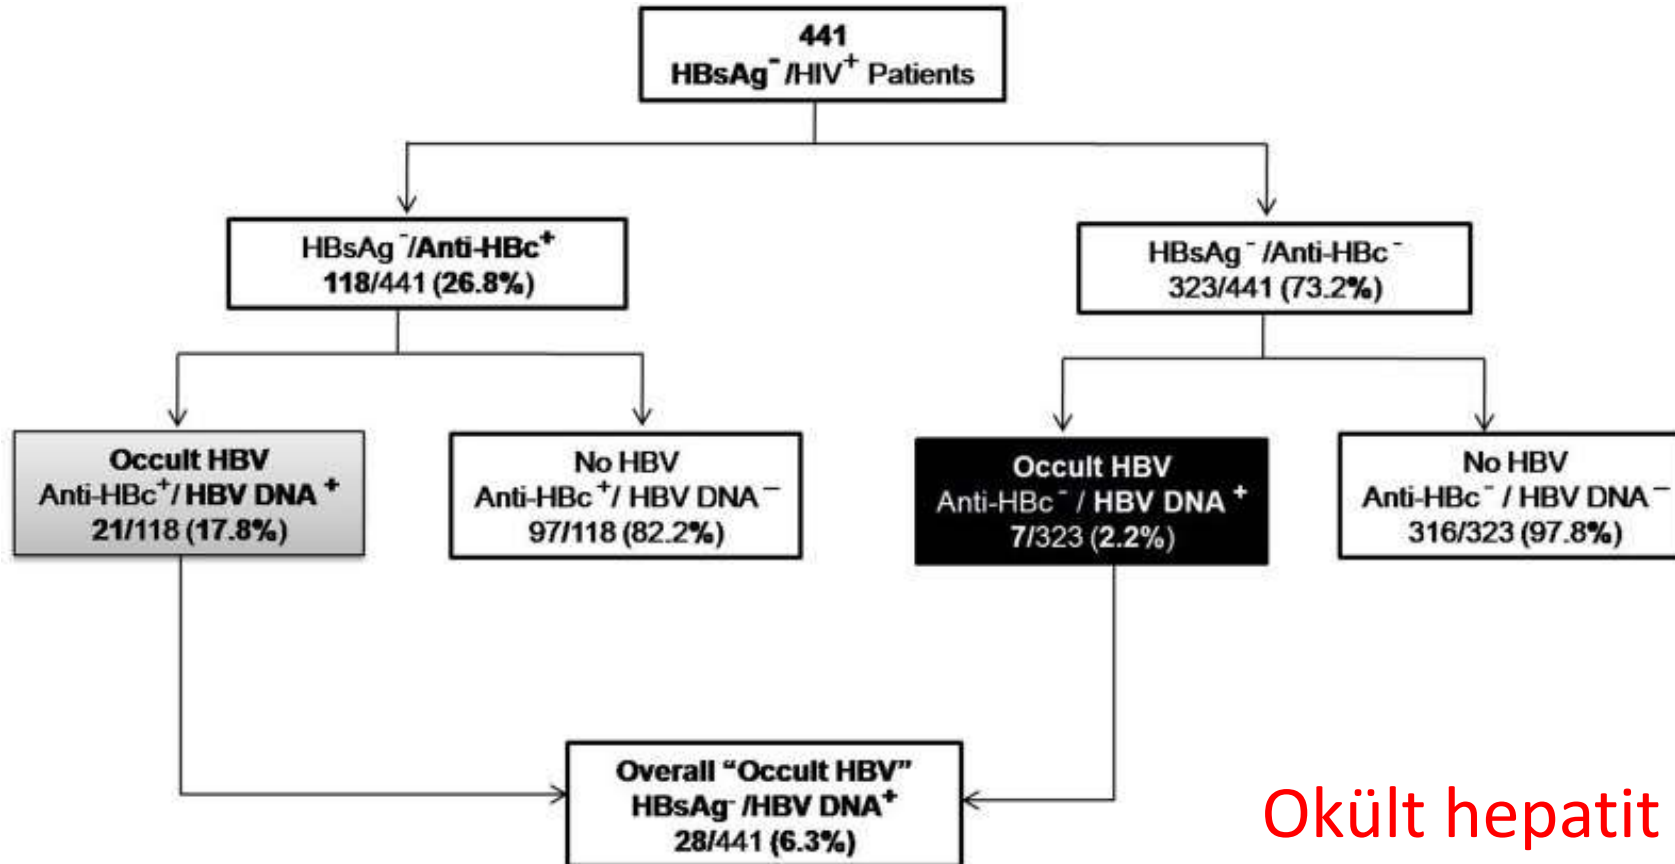 441
HBsAg⁻/HIV⁺ Patients
HBsAg⁻/Anti-HBc⁺
118/441 (26.8%)
HBsAg⁻/Anti-HBc⁻
323/441 (73.2%)
Occult HBV
Anti-HBc⁺/ HBV DNA⁺
21/118 (17.8%)
No HBV
Anti-HBc⁺/ HBV DNA⁻
97/118 (82.2%)
Occult HBV
Anti-HBc⁻ / HBV DNA⁺
7/323 (2.2%)
No HBV
Anti-HBc⁻ / HBV DNA⁻
316/323 (97.8%)
Overall “Occult HBV”
HBsAg⁻/HBV DNA⁺
28/441 (6.3%)
Okült hepatit